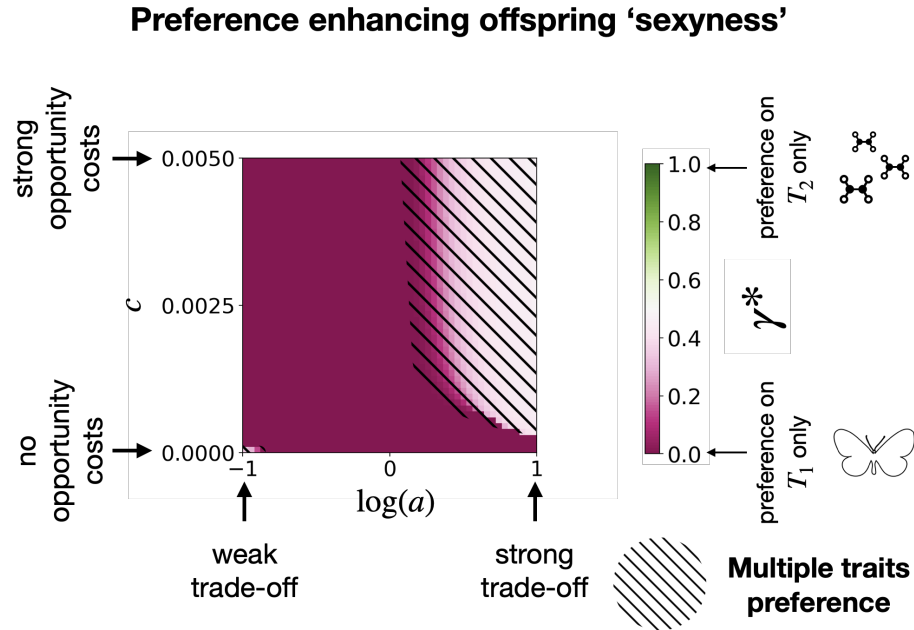 Preference enhancing offspring ‘sexyness’
strong
opportunity
costs
no
opportunity
costs
c
0.0050
0.0025
0.0000
−1
0
1
log(a)
weak
trade-off
strong
trade-off
1.0
0.8
0.6
0.4
0.2
0.0
preference on
T₂ only
γ*
preference on
T₁ only
Multiple traits
preference